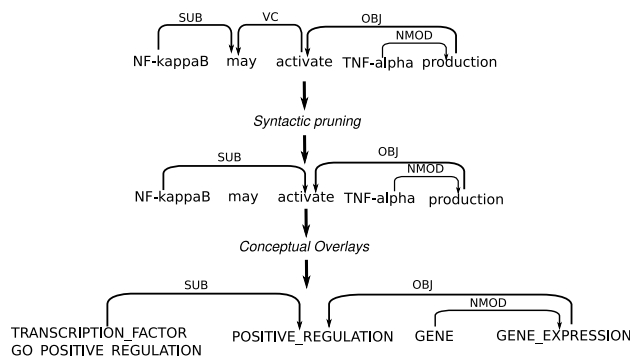 SUB VC OBJ
NMOD
NF-kappaB may activate TNF-alpha production
Syntactic pruning
SUB OBJ
NMOD
NF-kappaB may activate TNF-alpha production
Conceptual Overlays
SUB OBJ
NMOD
TRANSCRIPTION_FACTOR POSITIVE_REGULATION GENE GENE_EXPRESSION
GO POSITIVE REGULATION